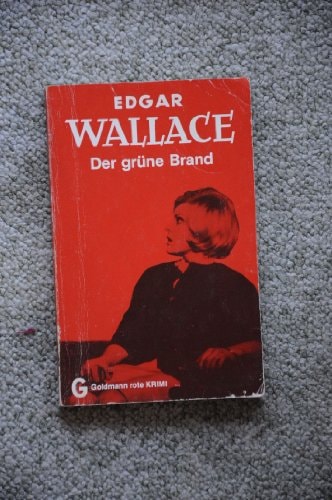 EDGAR
WALLACE
Der grüne Brand
G Goldmann rote KRIMI